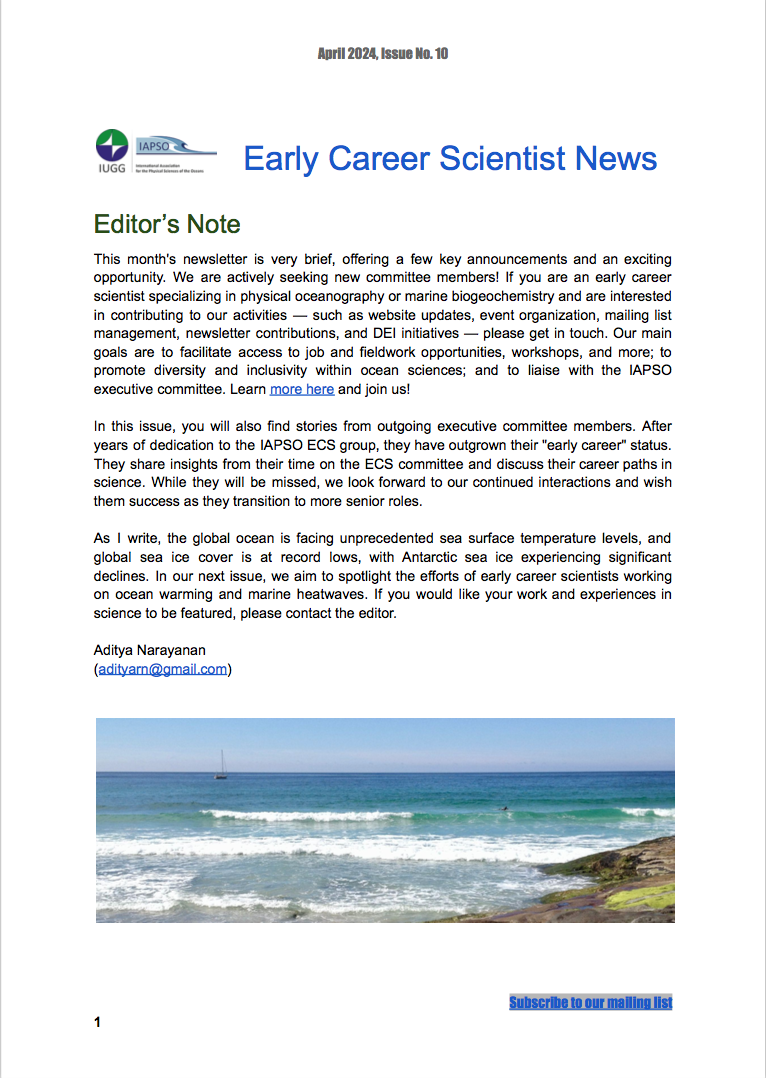 April 2024, Issue No. 10
IUGG
IAPSO
International Association
for the Physical Sciences of the Oceans
Early Career Scientist News
Editor’s Note
This month's newsletter is very brief, offering a few key announcements and an exciting
opportunity. We are actively seeking new committee members! If you are an early career
scientist specializing in physical oceanography or marine biogeochemistry and are interested
in contributing to our activities — such as website updates, event organization, mailing list
management, newsletter contributions, and DEI initiatives — please get in touch. Our main
goals are to facilitate access to job and fieldwork opportunities, workshops, and more; to
promote diversity and inclusivity within ocean sciences; and to liaise with the IAPSO
executive committee. Learn more here and join us!
In this issue, you will also find stories from outgoing executive committee members. After
years of dedication to the IAPSO ECS group, they have outgrown their "early career" status.
They share insights from their time on the ECS committee and discuss their career paths in
science. While they will be missed, we look forward to our continued interactions and wish
them success as they transition to more senior roles.
As I write, the global ocean is facing unprecedented sea surface temperature levels, and
global sea ice cover is at record lows, with Antarctic sea ice experiencing significant
declines. In our next issue, we aim to spotlight the efforts of early career scientists working
on ocean warming and marine heatwaves. If you would like your work and experiences in
science to be featured, please contact the editor.
Aditya Narayanan
(adityarn@gmail.com)
Subscribe to our mailing list
1